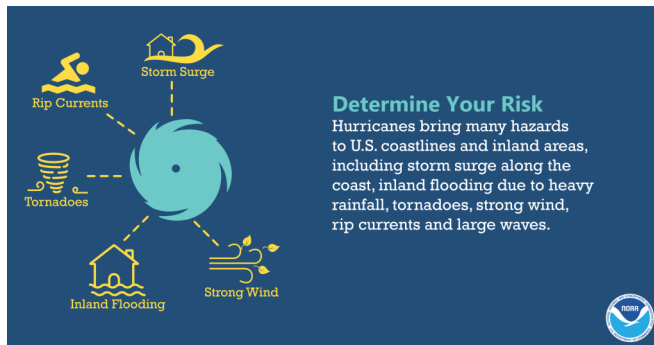 Storm Surge
Rip Currents
Tornadoes
Inland Flooding
Strong Wind
Determine Your Risk
Hurricanes bring many hazards
to U.S. coastlines and inland areas,
including storm surge along the
coast, inland flooding due to heavy
rainfall, tornadoes, strong wind,
rip currents and large waves.
NOAA